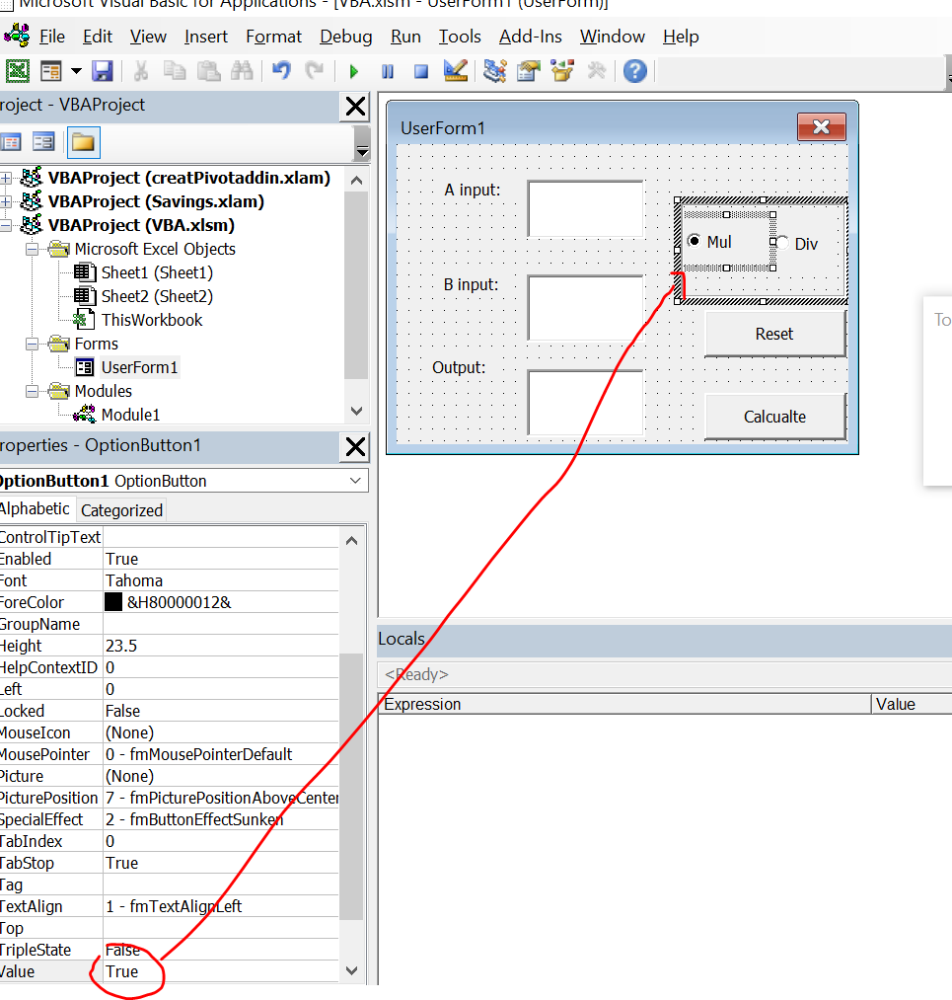 Microsoft Visual Basic for Applications - [VBA.xlsm - UserForm1 (UserForm)]
File Edit View Insert Format Debug Run Tools Add-Ins Window Help
roject - VBAProject
VBAProject (creatPivotaddin.xlam)
VBAProject (Savings.xlam)
VBAProject (VBA.xlsm)
Microsoft Excel Objects
Sheet1 (Sheet1)
Sheet2 (Sheet2)
ThisWorkbook
Forms
UserForm1
Modules
Module1
roperties - OptionButton1
OptionButton1 OptionButton
Alphabetic Categorized
ControlTipText
Enabled True
Font Tahoma
ForeColor &H80000012&
GroupName
Height 23.5
HelpContextID 0
Left 0
Locked False
MouseIcon (None)
MousePointer 0 - fmMousePointerDefault
Picture (None)
PicturePosition 7 - fmPicturePositionAboveCenter
SpecialEffect 2 - fmButtonEffectSunken
TabIndex 0
TabStop True
Tag
TextAlign 1 - fmTextAlignLeft
Top
TripleState False
Value True
UserForm1
A input:
Mul Div
B input:
Reset
Output:
Calcualte
To
Locals
<Ready>
Expression Value